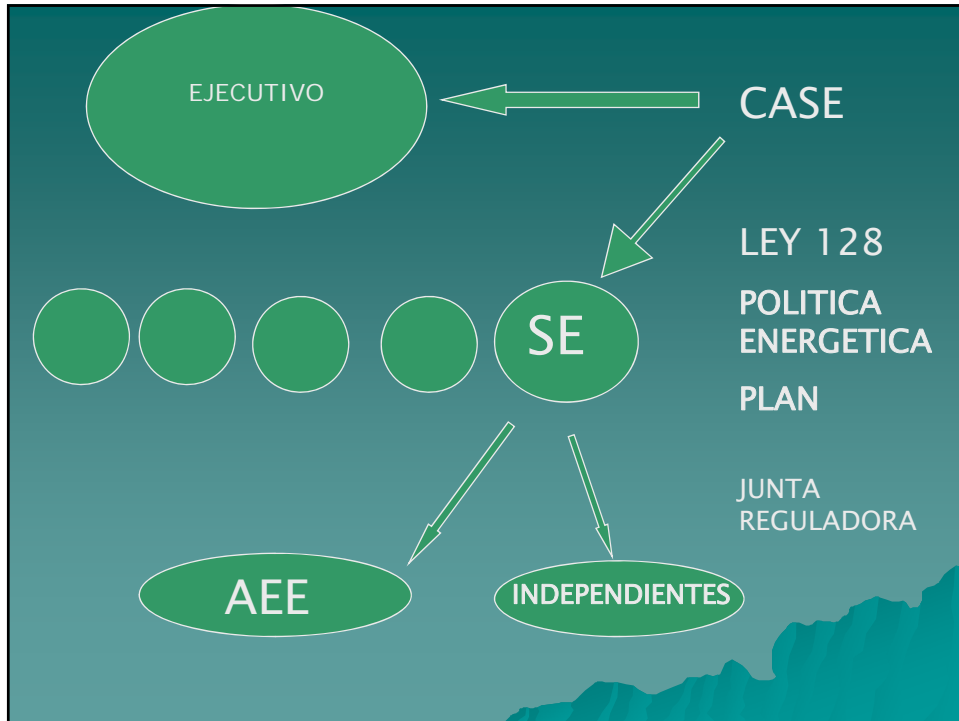 EJECUTIVO
CASE
LEY 128
SE
POLITICA
ENERGETICA
PLAN
JUNTA
REGULADORA
AEE
INDEPENDIENTES